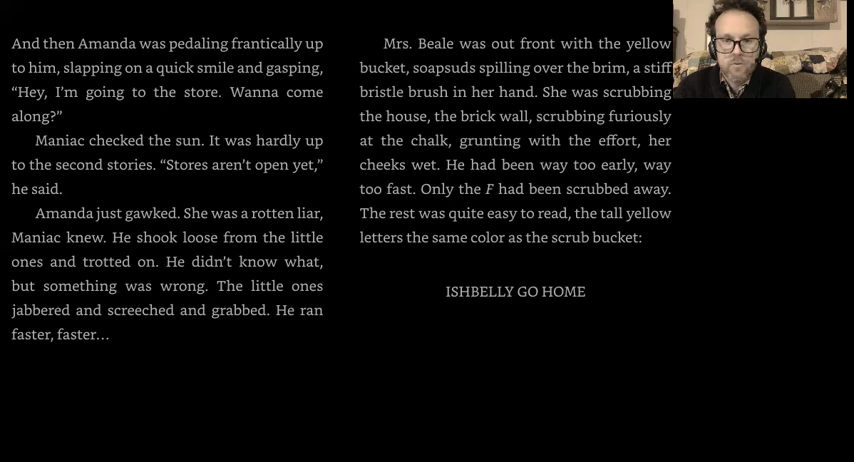 And then Amanda was pedaling frantically up
to him, slapping on a quick smile and gasping,
“Hey, I’m going to the store. Wanna come
along?”
Maniac checked the sun. It was hardly up
to the second stories. “Stores aren’t open yet,”
he said.
Amanda just gawked. She was a rotten liar,
Maniac knew. He shook loose from the little
ones and trotted on. He didn’t know what,
but something was wrong. The little ones
jabbered and screeched and grabbed. He ran
faster, faster…
Mrs. Beale was out front with the yellow
bucket, soapsuds spilling over the brim, a stiff
bristle brush in her hand. She was scrubbing
the house, the brick wall, scrubbing furiously
at the chalk, grunting with the effort, her
cheeks wet. He had been way too early, way
too fast. Only the F had been scrubbed away.
The rest was quite easy to read, the tall yellow
letters the same color as the scrub bucket:
ISHBELLY GO HOME